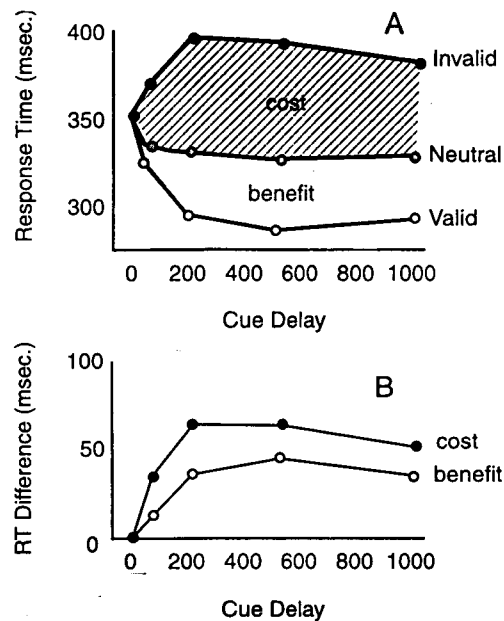 A
Response Time (msec.)
400
350
300
Invalid
cost
Neutral
benefit
Valid
0 200 400 600 800 1000
Cue Delay
B
RT Difference (msec.)
100
50
0
cost
benefit
0 200 400 600 800 1000
Cue Delay